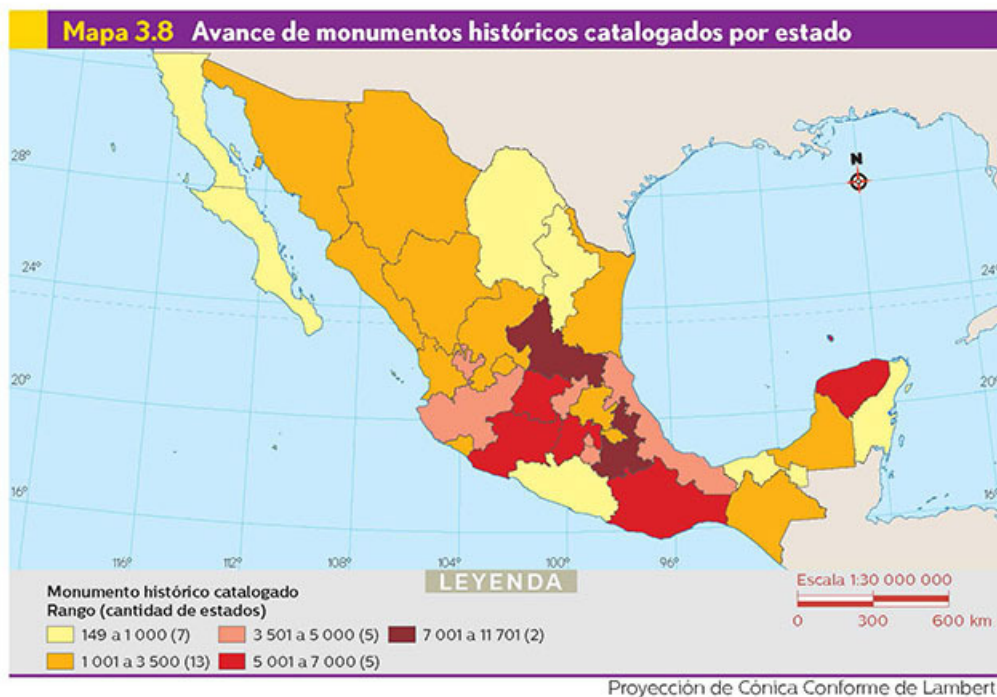 Mapa 3.8 Avance de monumentos históricos catalogados por estado
N
28°
24°
20°
16°
24°
20°
16°
116°
112°
108°
104°
100°
96°
LEYENDA
Monumento histórico catalogado
Rango (cantidad de estados)
149 a 1 000 (7)
3 501 a 5 000 (5)
7 001 a 11 701 (2)
1 001 a 3 500 (13)
5 001 a 7 000 (5)
Escala 1:30 000 000
0 300 600 km
Proyección de Cónica Conforme de Lambert